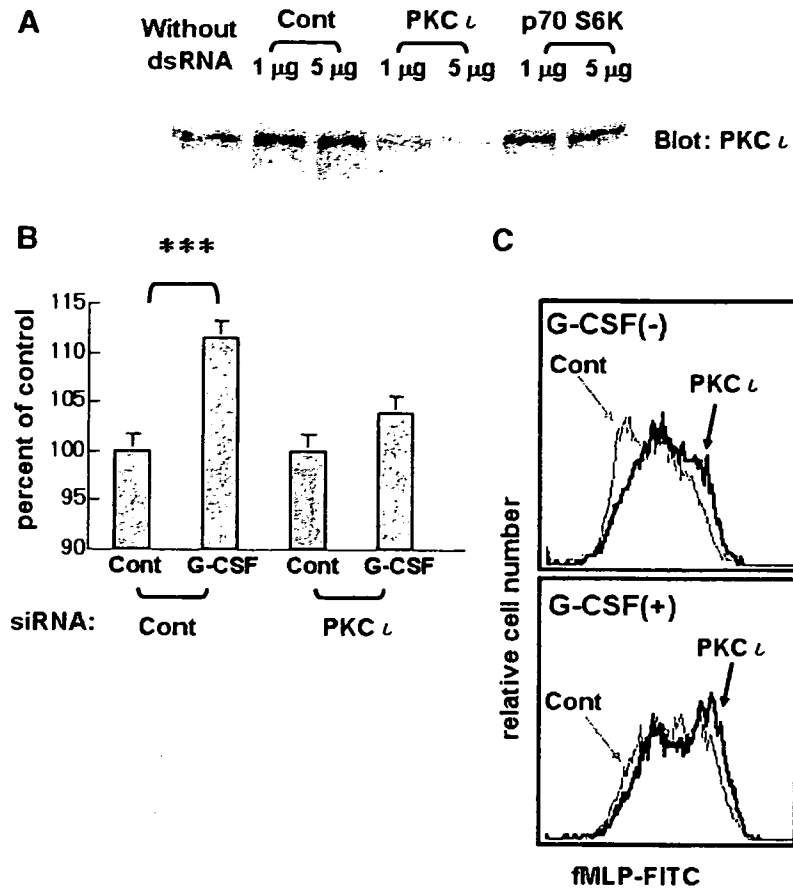 A
Without dsRNA
Cont
PKC ι
p70 S6K
1 µg 5 µg 1 µg 5 µg 1 µg 5 µg
Blot: PKC ι
B
***
percent of control
115
110
105
100
95
90
Cont G-CSF Cont G-CSF
siRNA: Cont PKC ι
C
G-CSF(-)
Cont
PKC ι
G-CSF(+)
PKC ι
Cont
relative cell number
fMLP-FITC